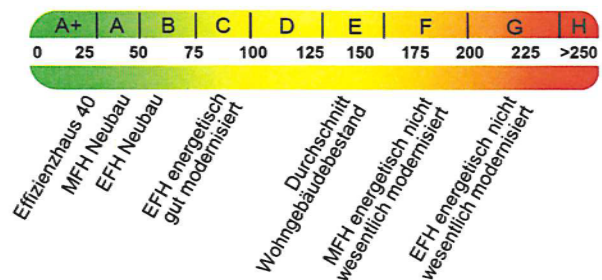 A+ A B C D E F G H
0 25 50 75 100 125 150 175 200 225 >250
Effizienzhaus 40
MFH Neubau
EFH Neubau
EFH energetisch
gut modernisiert
Durchschnitt
Wohngebäudebestand
MFH energetisch nicht
wesentlich modernisiert
EFH energetisch nicht
wesentlich modernisiert